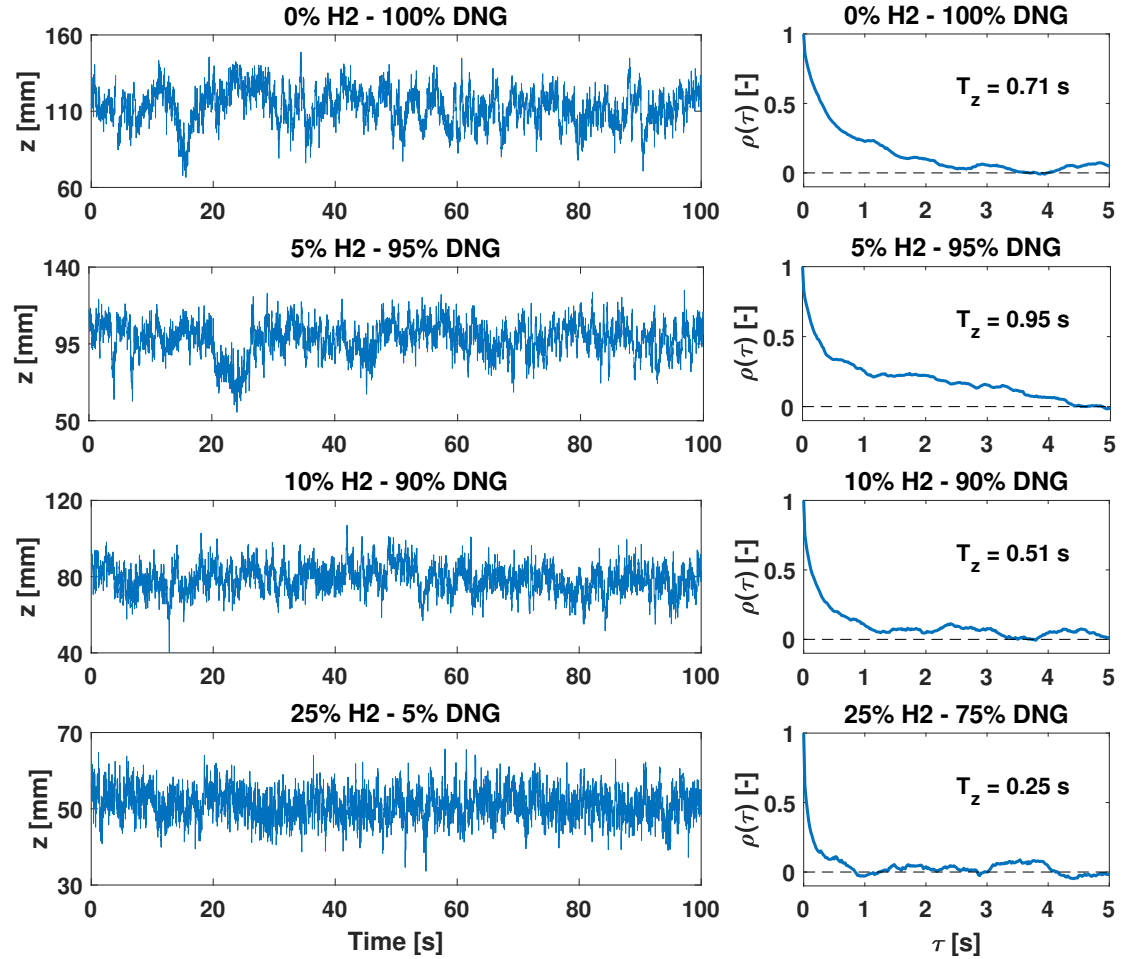 0% H2 - 100% DNG
160
110
60
z [mm]
0 20 40 60 80 100
0% H2 - 100% DNG
1
0.5
0
ρ(τ) [-]
T_z = 0.71 s
0 1 2 3 4 5
5% H2 - 95% DNG
140
95
50
z [mm]
0 20 40 60 80 100
5% H2 - 95% DNG
1
0.5
0
ρ(τ) [-]
T_z = 0.95 s
0 1 2 3 4 5
10% H2 - 90% DNG
120
80
40
z [mm]
0 20 40 60 80 100
10% H2 - 90% DNG
1
0.5
0
ρ(τ) [-]
T_z = 0.51 s
0 1 2 3 4 5
25% H2 - 5% DNG
70
50
30
z [mm]
0 20 40 60 80 100
Time [s]
25% H2 - 75% DNG
1
0.5
0
ρ(τ) [-]
T_z = 0.25 s
0 1 2 3 4 5
τ [s]